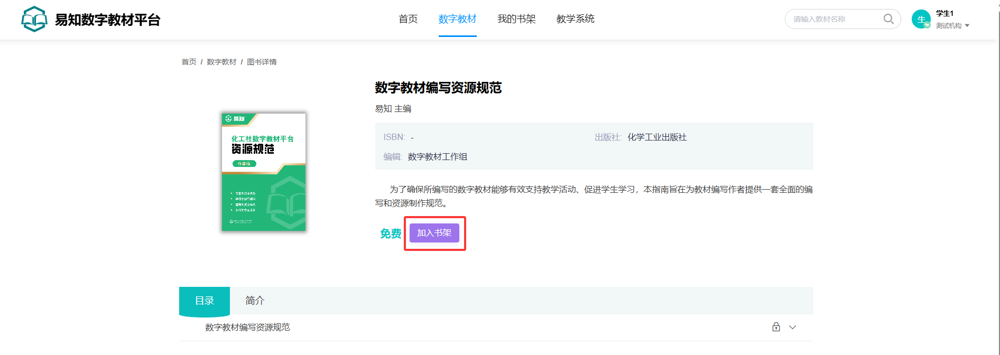 易知数字教材平台
首页 数字教材 我的书架 教学系统
请输入教材名称
生
学生1
测试机构
首页 / 数字教材 / 图书详情
数字教材编写资源规范
易知 主编
ISBN: -
出版社: 化学工业出版社
编辑: 数字教材工作组
为了确保所编写的数字教材能够有效支持教学活动、促进学生学习，本指南旨在为教材编写作者提供一套全面的编
写和资源制作规范。
免费 加入书架
易知
化工社数字教材平台
资源规范
作者端
目录 简介
数字教材编写资源规范